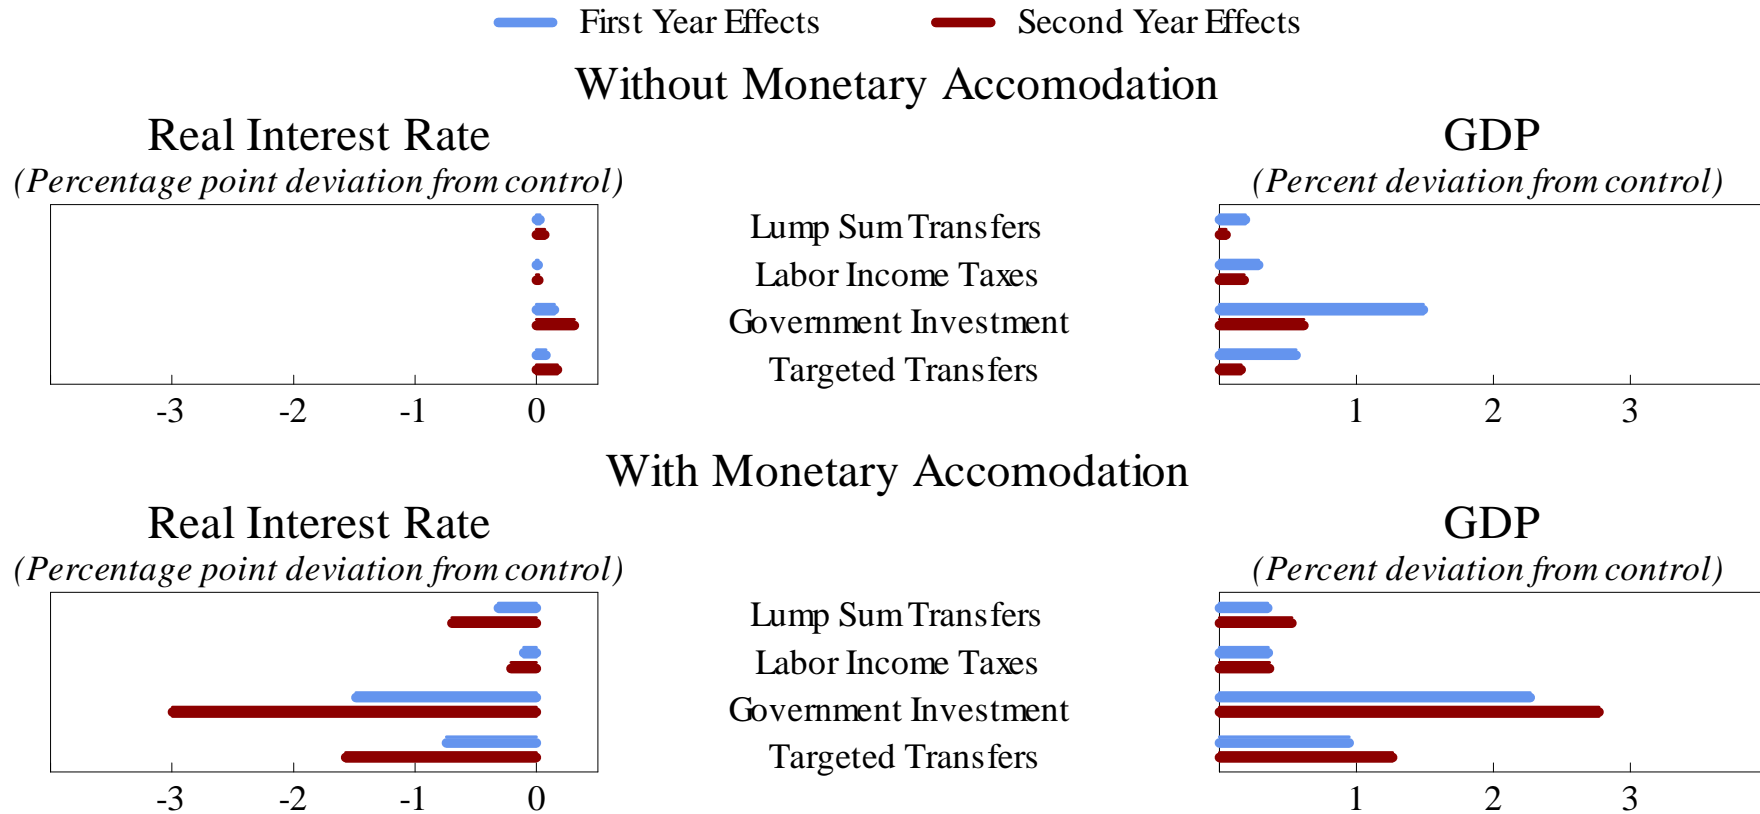 First Year Effects Second Year Effects
Without Monetary Accomodation
Real Interest Rate GDP
(Percentage point deviation from control) (Percent deviation from control)
Lump Sum Transfers
Labor Income Taxes
Government Investment
Targeted Transfers
-3 -2 -1 0 1 2 3
With Monetary Accomodation
Real Interest Rate GDP
(Percentage point deviation from control) (Percent deviation from control)
Lump Sum Transfers
Labor Income Taxes
Government Investment
Targeted Transfers
-3 -2 -1 0 1 2 3